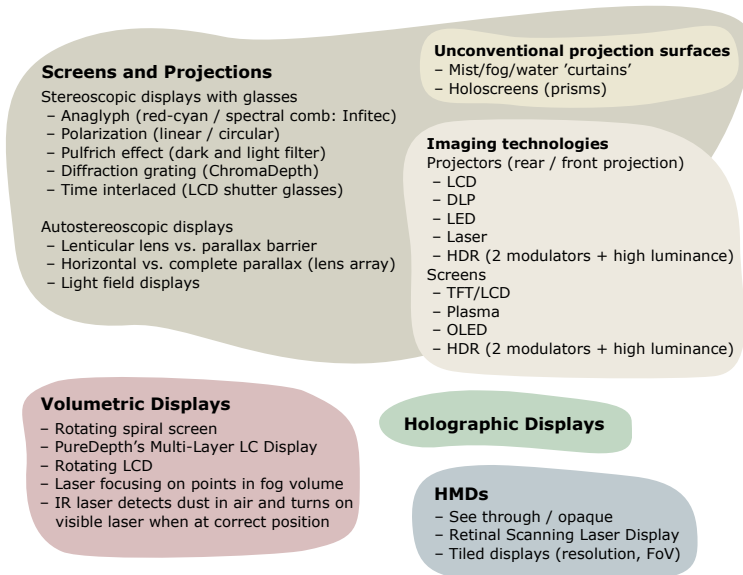 Screens and Projections
Stereoscopic displays with glasses
– Anaglyph (red-cyan / spectral comb: Infitec)
– Polarization (linear / circular)
– Pulfrich effect (dark and light filter)
– Diffraction grating (ChromaDepth)
– Time interlaced (LCD shutter glasses)
Autostereoscopic displays
– Lenticular lens vs. parallax barrier
– Horizontal vs. complete parallax (lens array)
– Light field displays
Unconventional projection surfaces
– Mist/fog/water ’curtains’
– Holoscreens (prisms)
Imaging technologies
Projectors (rear / front projection)
– LCD
– DLP
– LED
– Laser
– HDR (2 modulators + high luminance)
Screens
– TFT/LCD
– Plasma
– OLED
– HDR (2 modulators + high luminance)
Volumetric Displays
– Rotating spiral screen
– PureDepth’s Multi-Layer LC Display
– Rotating LCD
– Laser focusing on points in fog volume
– IR laser detects dust in air and turns on
visible laser when at correct position
Holographic Displays
HMDs
– See through / opaque
– Retinal Scanning Laser Display
– Tiled displays (resolution, FoV)